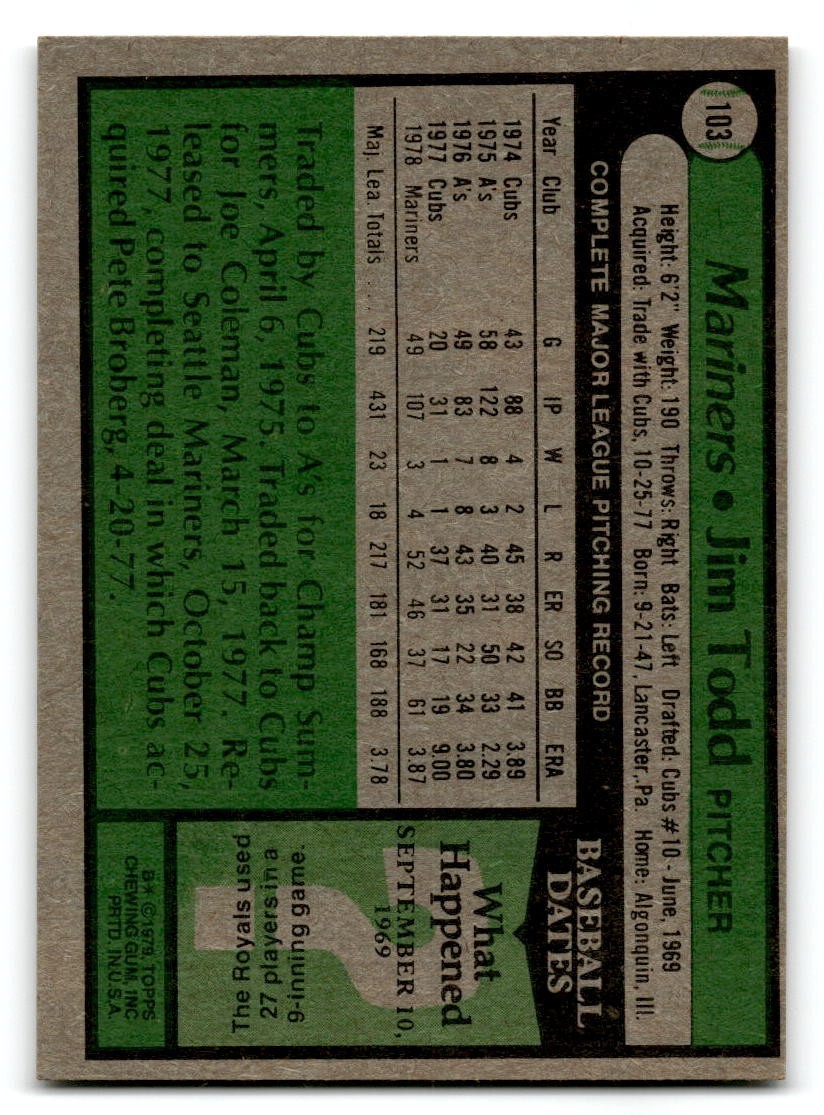 103
Mariners • Jim Todd PITCHER
Height: 6'2" Weight: 190 Throws: Right Bats: Left Drafted: Cubs #10 - June, 1969
Acquired: Trade with Cubs, 10-25-77 Born: 9-21-47, Lancaster, Pa. Home: Algonquin, Ill.
COMPLETE MAJOR LEAGUE PITCHING RECORD
Year Club G IP W L R ER SO BB ERA
1974 Cubs 43 88 4 2 45 38 42 41 3.89
1975 A's 58 122 8 3 40 31 50 33 2.29
1976 A's 49 83 7 8 43 35 22 34 3.80
1977 Cubs 20 31 1 1 37 31 17 19 9.00
1978 Mariners 49 107 3 4 52 46 37 61 3.87
Maj. Lea. Totals .... 219 431 23 18 217 181 168 188 3.78
Traded by Cubs to A's for Champ Sum-
mers, April 6, 1975. Traded back to Cubs
for Joe Coleman, March 15, 1977. Re-
leased to Seattle Mariners, October 25,
1977, completing deal in which Cubs ac-
quired Pete Broberg, 4-20-77.
BASEBALL
DATES
What
Happened
SEPTEMBER 10,
1969
?
The Royals used
27 players in a
9-inning game.
B* ©1979, TOPPS
CHEWING GUM, INC
PRTD. IN U.S.A.